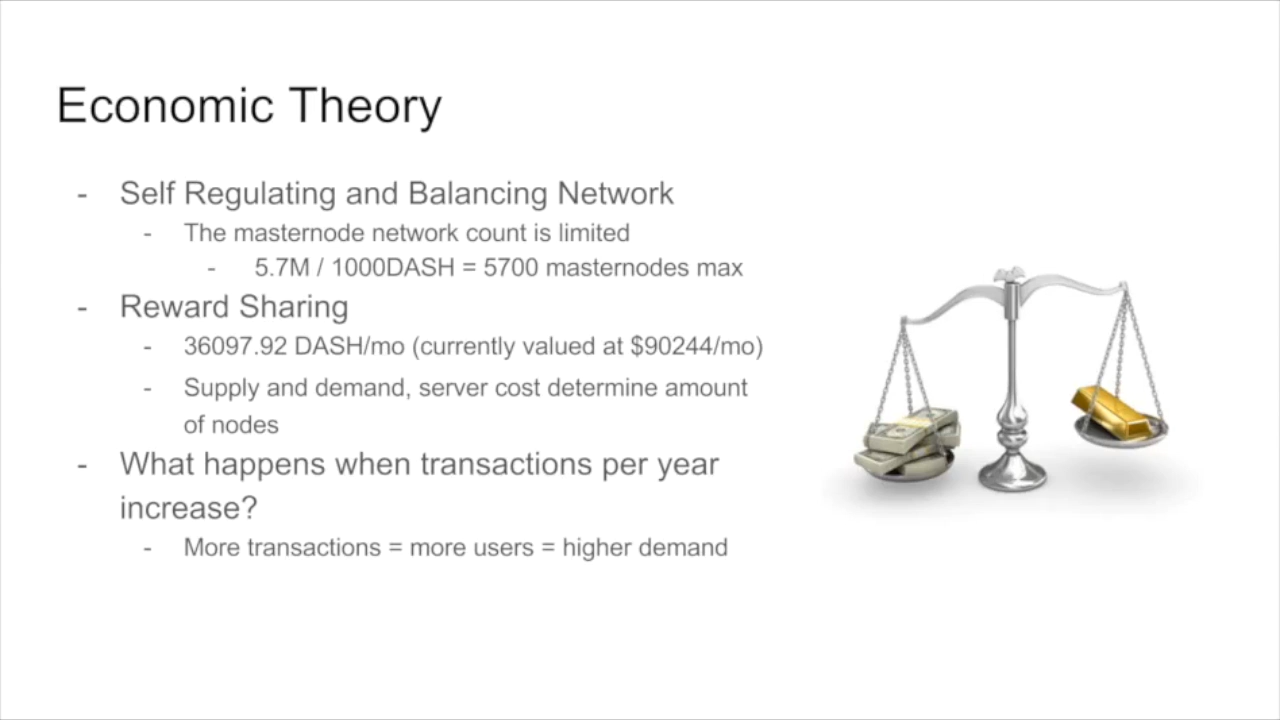 Economic Theory
- Self Regulating and Balancing Network
- The masternode network count is limited
- 5.7M / 1000DASH = 5700 masternodes max
- Reward Sharing
- 36097.92 DASH/mo (currently valued at $90244/mo)
- Supply and demand, server cost determine amount
of nodes
- What happens when transactions per year
increase?
- More transactions = more users = higher demand